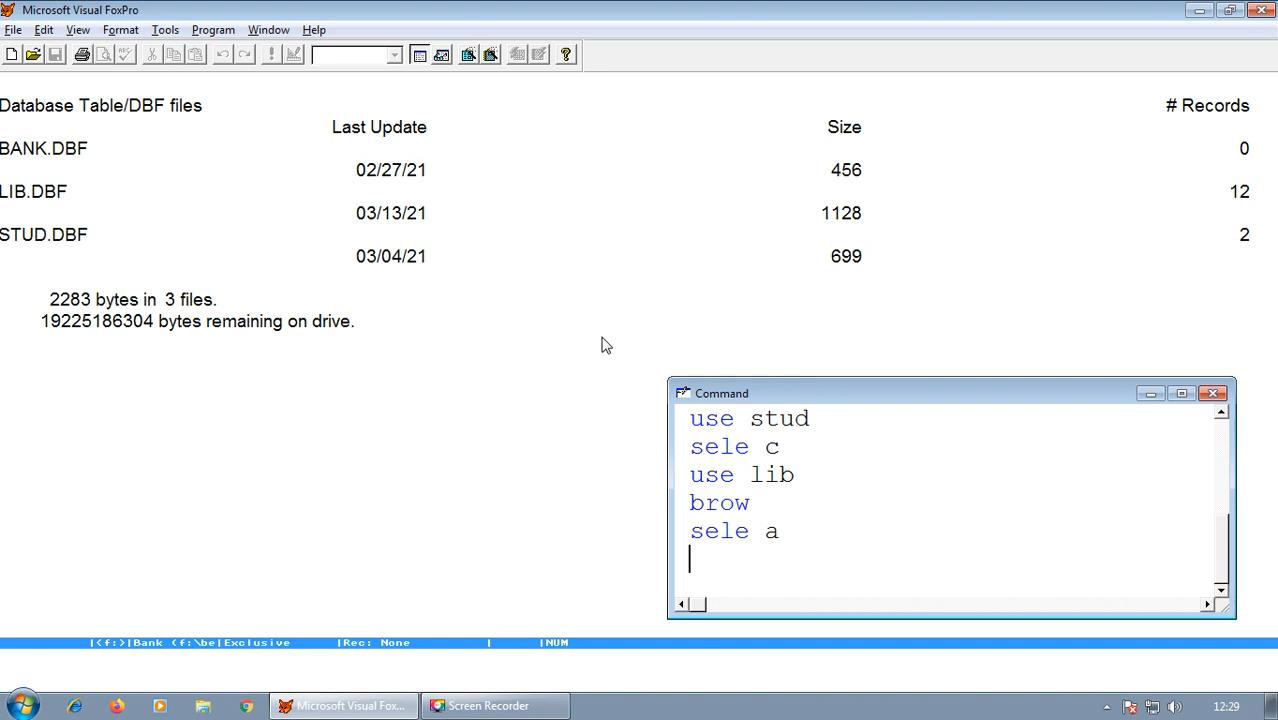 Microsoft Visual FoxPro
File Edit View Format Tools Program Window Help
Database Table/DBF files # Records
Last Update Size
BANK.DBF 0
02/27/21 456
LIB.DBF 12
03/13/21 1128
STUD.DBF 2
03/04/21 699
2283 bytes in 3 files.
19225186304 bytes remaining on drive.
Command
use stud
sele c
use lib
brow
sele a
|<f:>|Bank (f:\be|Exclusive |Rec: None | |NUM
Microsoft Visual Fox... Screen Recorder 12:29